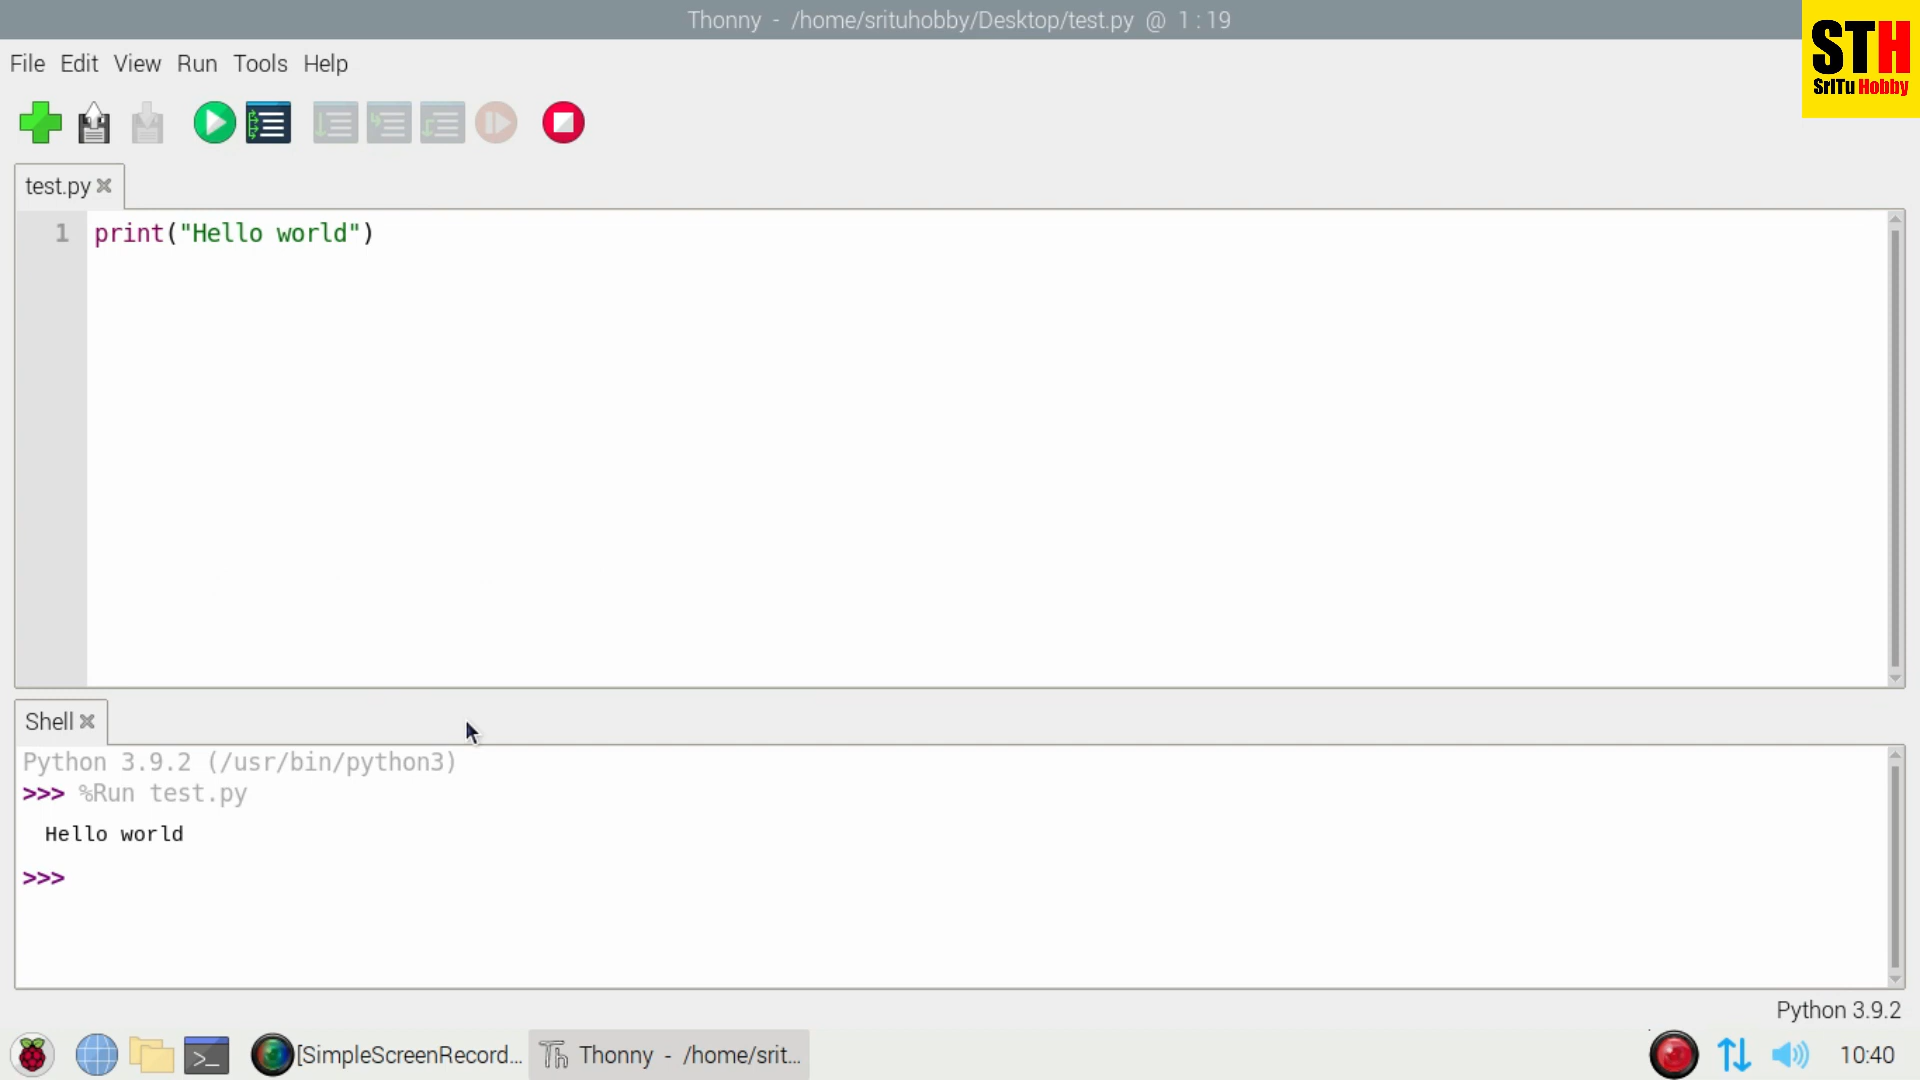 Thonny - /home/srituhobby/Desktop/test.py @ 1 : 19
STH
SriTu Hobby
File Edit View Run Tools Help
test.py
1 print("Hello world")
Shell
Python 3.9.2 (/usr/bin/python3)
>>> %Run test.py
Hello world
>>>
Python 3.9.2
[SimpleScreenRecord... Thonny - /home/srit... 10:40